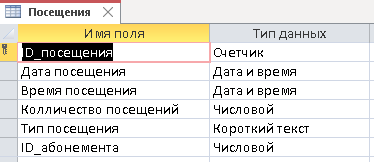 Посещения
Имя поля Тип данных
ID_посещения Счетчик
Дата посещения Дата и время
Время посещения Дата и время
Колличество посещений Числовой
Тип посещения Короткий текст
ID_абонемента Числовой